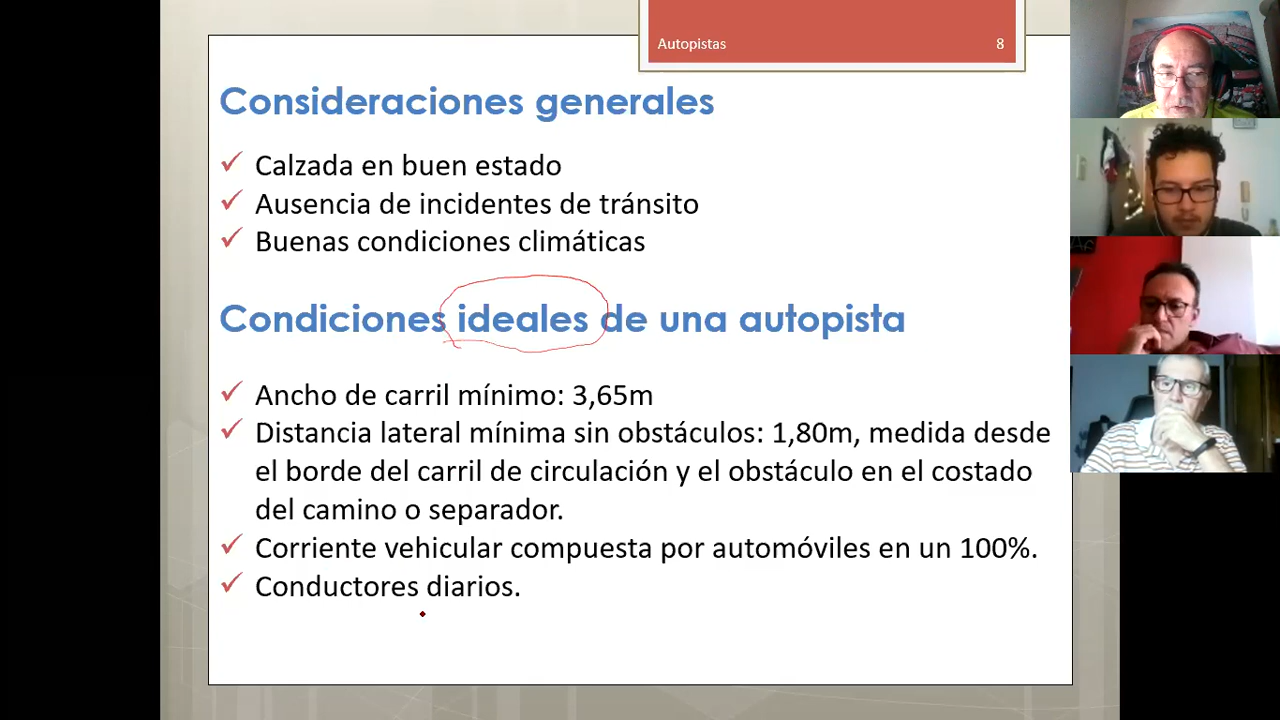 Autopistas 8
Consideraciones generales
Calzada en buen estado
Ausencia de incidentes de tránsito
Buenas condiciones climáticas
Condiciones ideales de una autopista
Ancho de carril mínimo: 3,65m
Distancia lateral mínima sin obstáculos: 1,80m, medida desde
el borde del carril de circulación y el obstáculo en el costado
del camino o separador.
Corriente vehicular compuesta por automóviles en un 100%.
Conductores diarios.